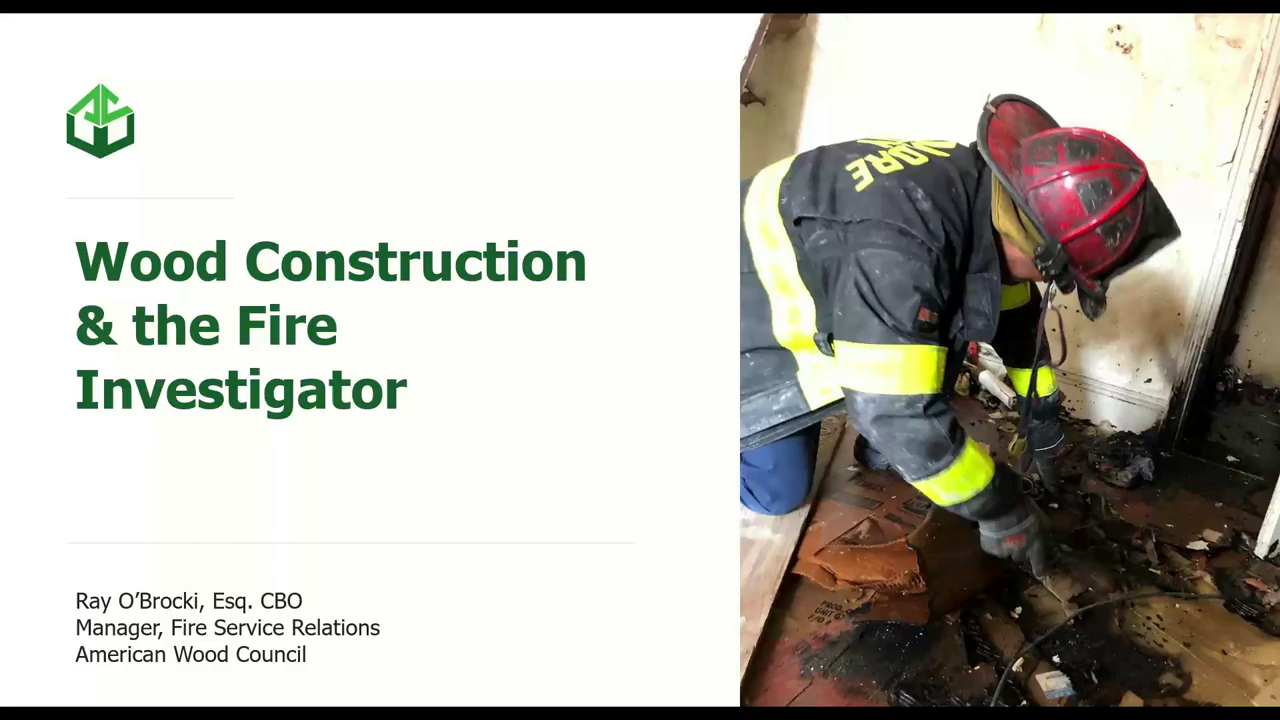 Wood Construction
& the Fire
Investigator
Ray O’Brocki, Esq. CBO
Manager, Fire Service Relations
American Wood Council